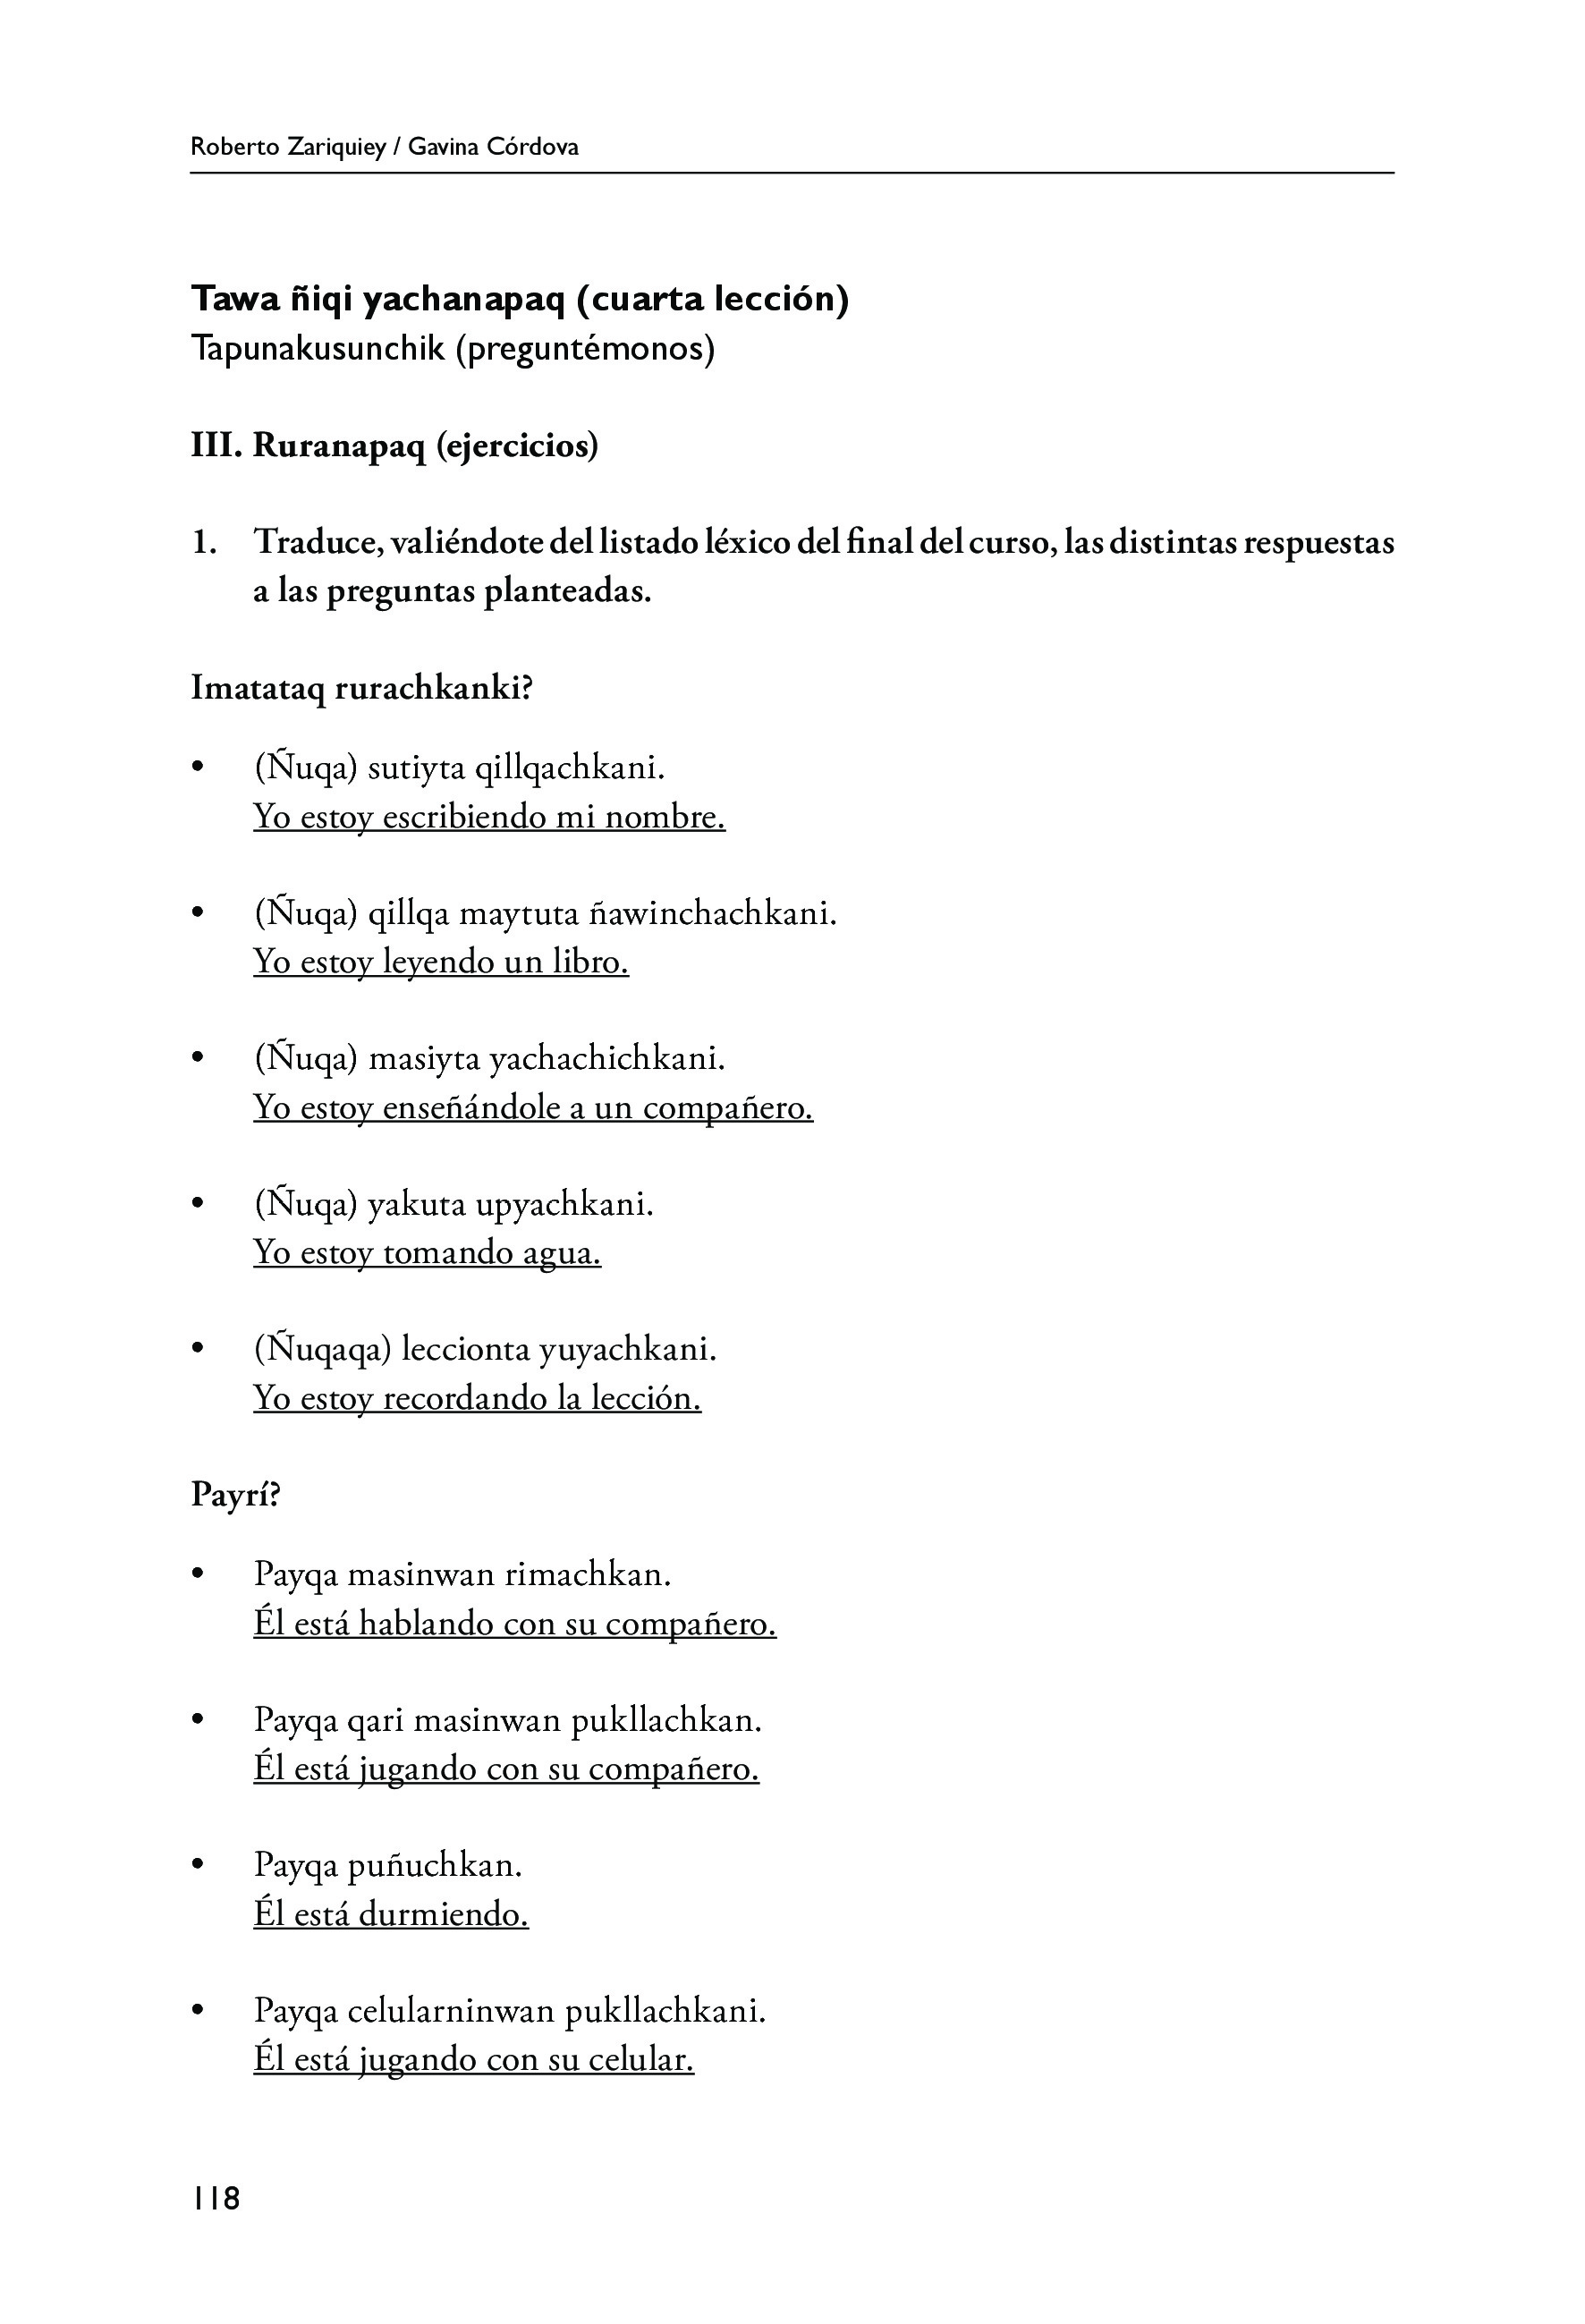 Roberto Zariquiey / Gavina Córdova
Tawa ñiqi yachanapaq (cuarta lección)
Tapunakusunchik (preguntémonos)
III. Ruranapaq (ejercicios)
1. Traduce, valiéndote del listado léxico del final del curso, las distintas respuestas
a las preguntas planteadas.
Imatataq rurachkanki?
• (Ñuqa) sutiyta qillqachkani.
Yo estoy escribiendo mi nombre.
• (Ñuqa) qillqa maytuta ñawinchachkani.
Yo estoy leyendo un libro.
• (Ñuqa) masiyta yachachichkani.
Yo estoy enseñándole a un compañero.
• (Ñuqa) yakuta upyachkani.
Yo estoy tomando agua.
• (Ñuqaqa) leccionta yuyachkani.
Yo estoy recordando la lección.
Payrí?
• Payqa masinwan rimachkan.
Él está hablando con su compañero.
• Payqa qari masinwan pukllachkan.
Él está jugando con su compañero.
• Payqa puñuchkan.
Él está durmiendo.
• Payqa celularninwan pukllachkani.
Él está jugando con su celular.
118